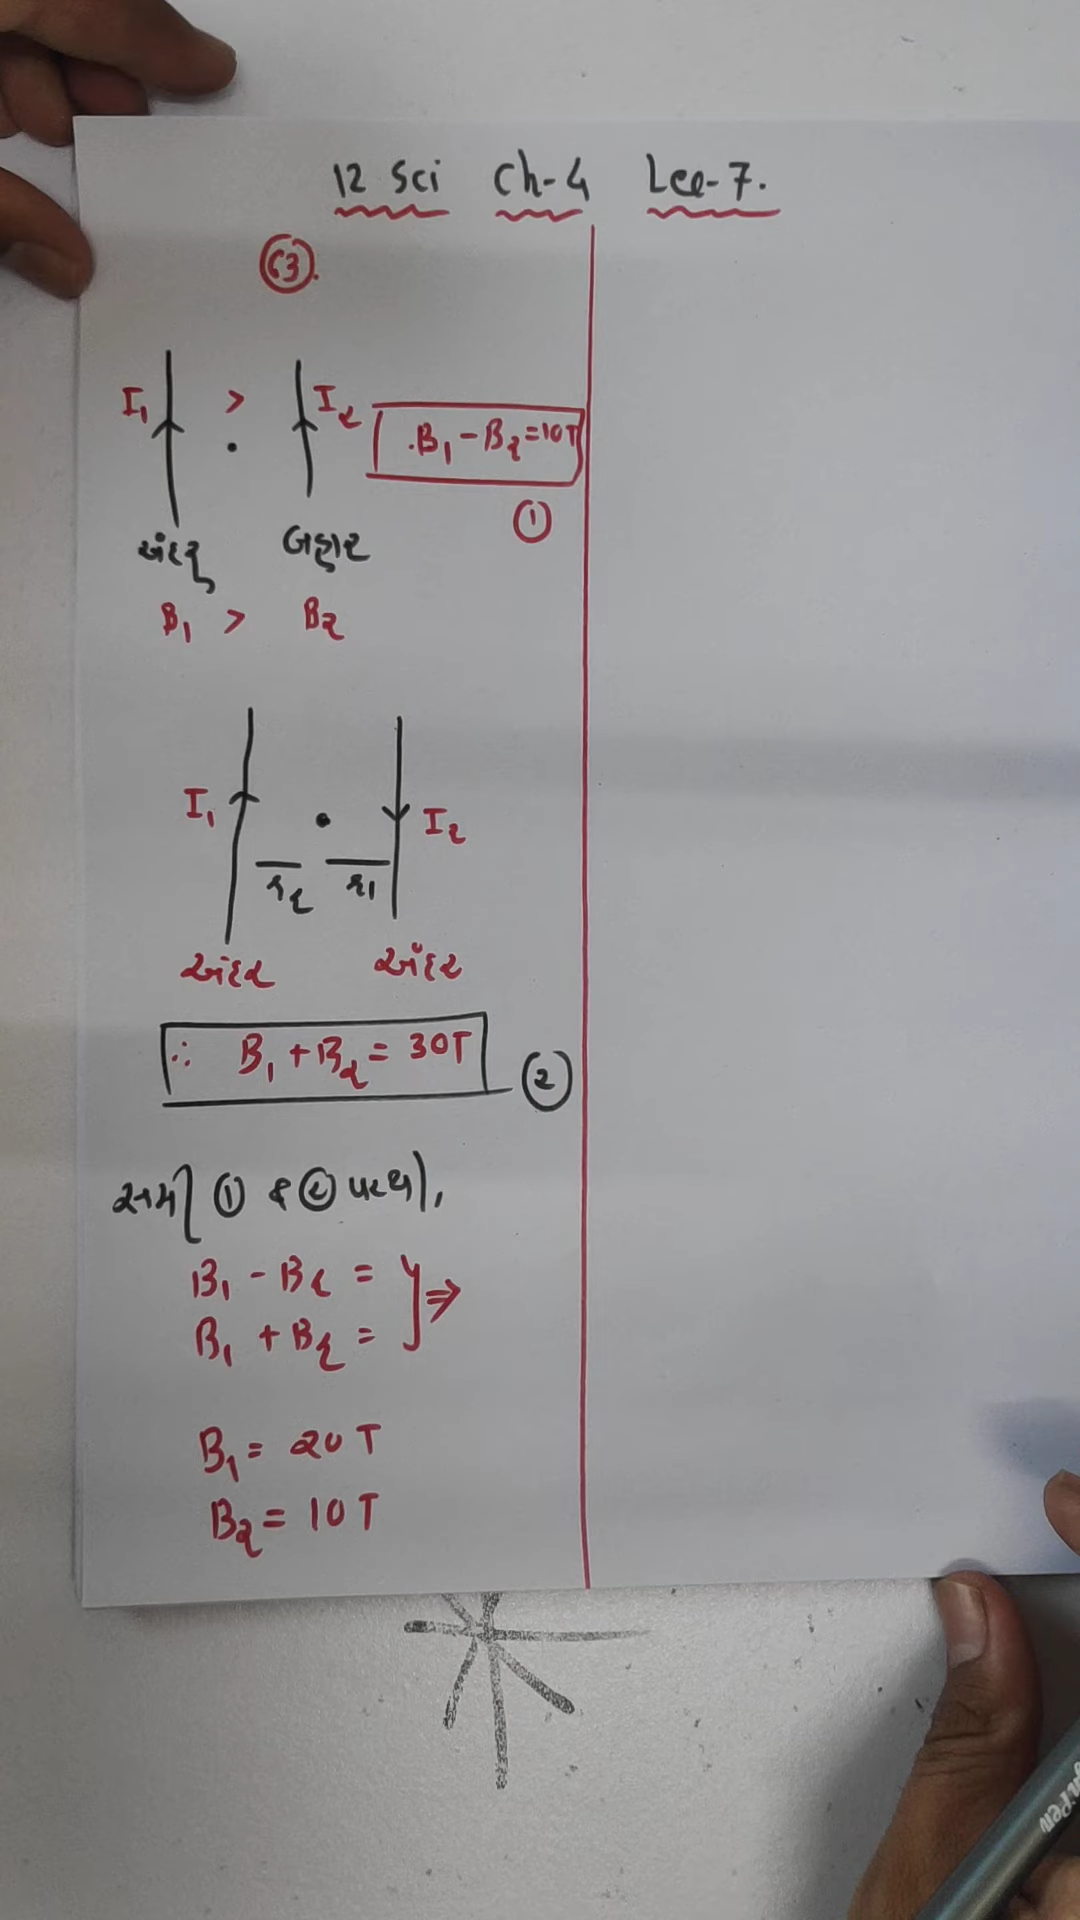 12 Sci Ch-4 Lec-7.
63.
I₁ > I₂
B₁ - B₂ = 10T
①
અંદર બહાર
B₁ > B₂
I₁ I₂
r₂ r₁
અંદર અંદર
∴ B₁ + B₂ = 30T
②
સમી ① & ② પરથી,
B₁ - B₂ =
B₁ + B₂ = } ⇒
B₁ = 20 T
B₂ = 10 T